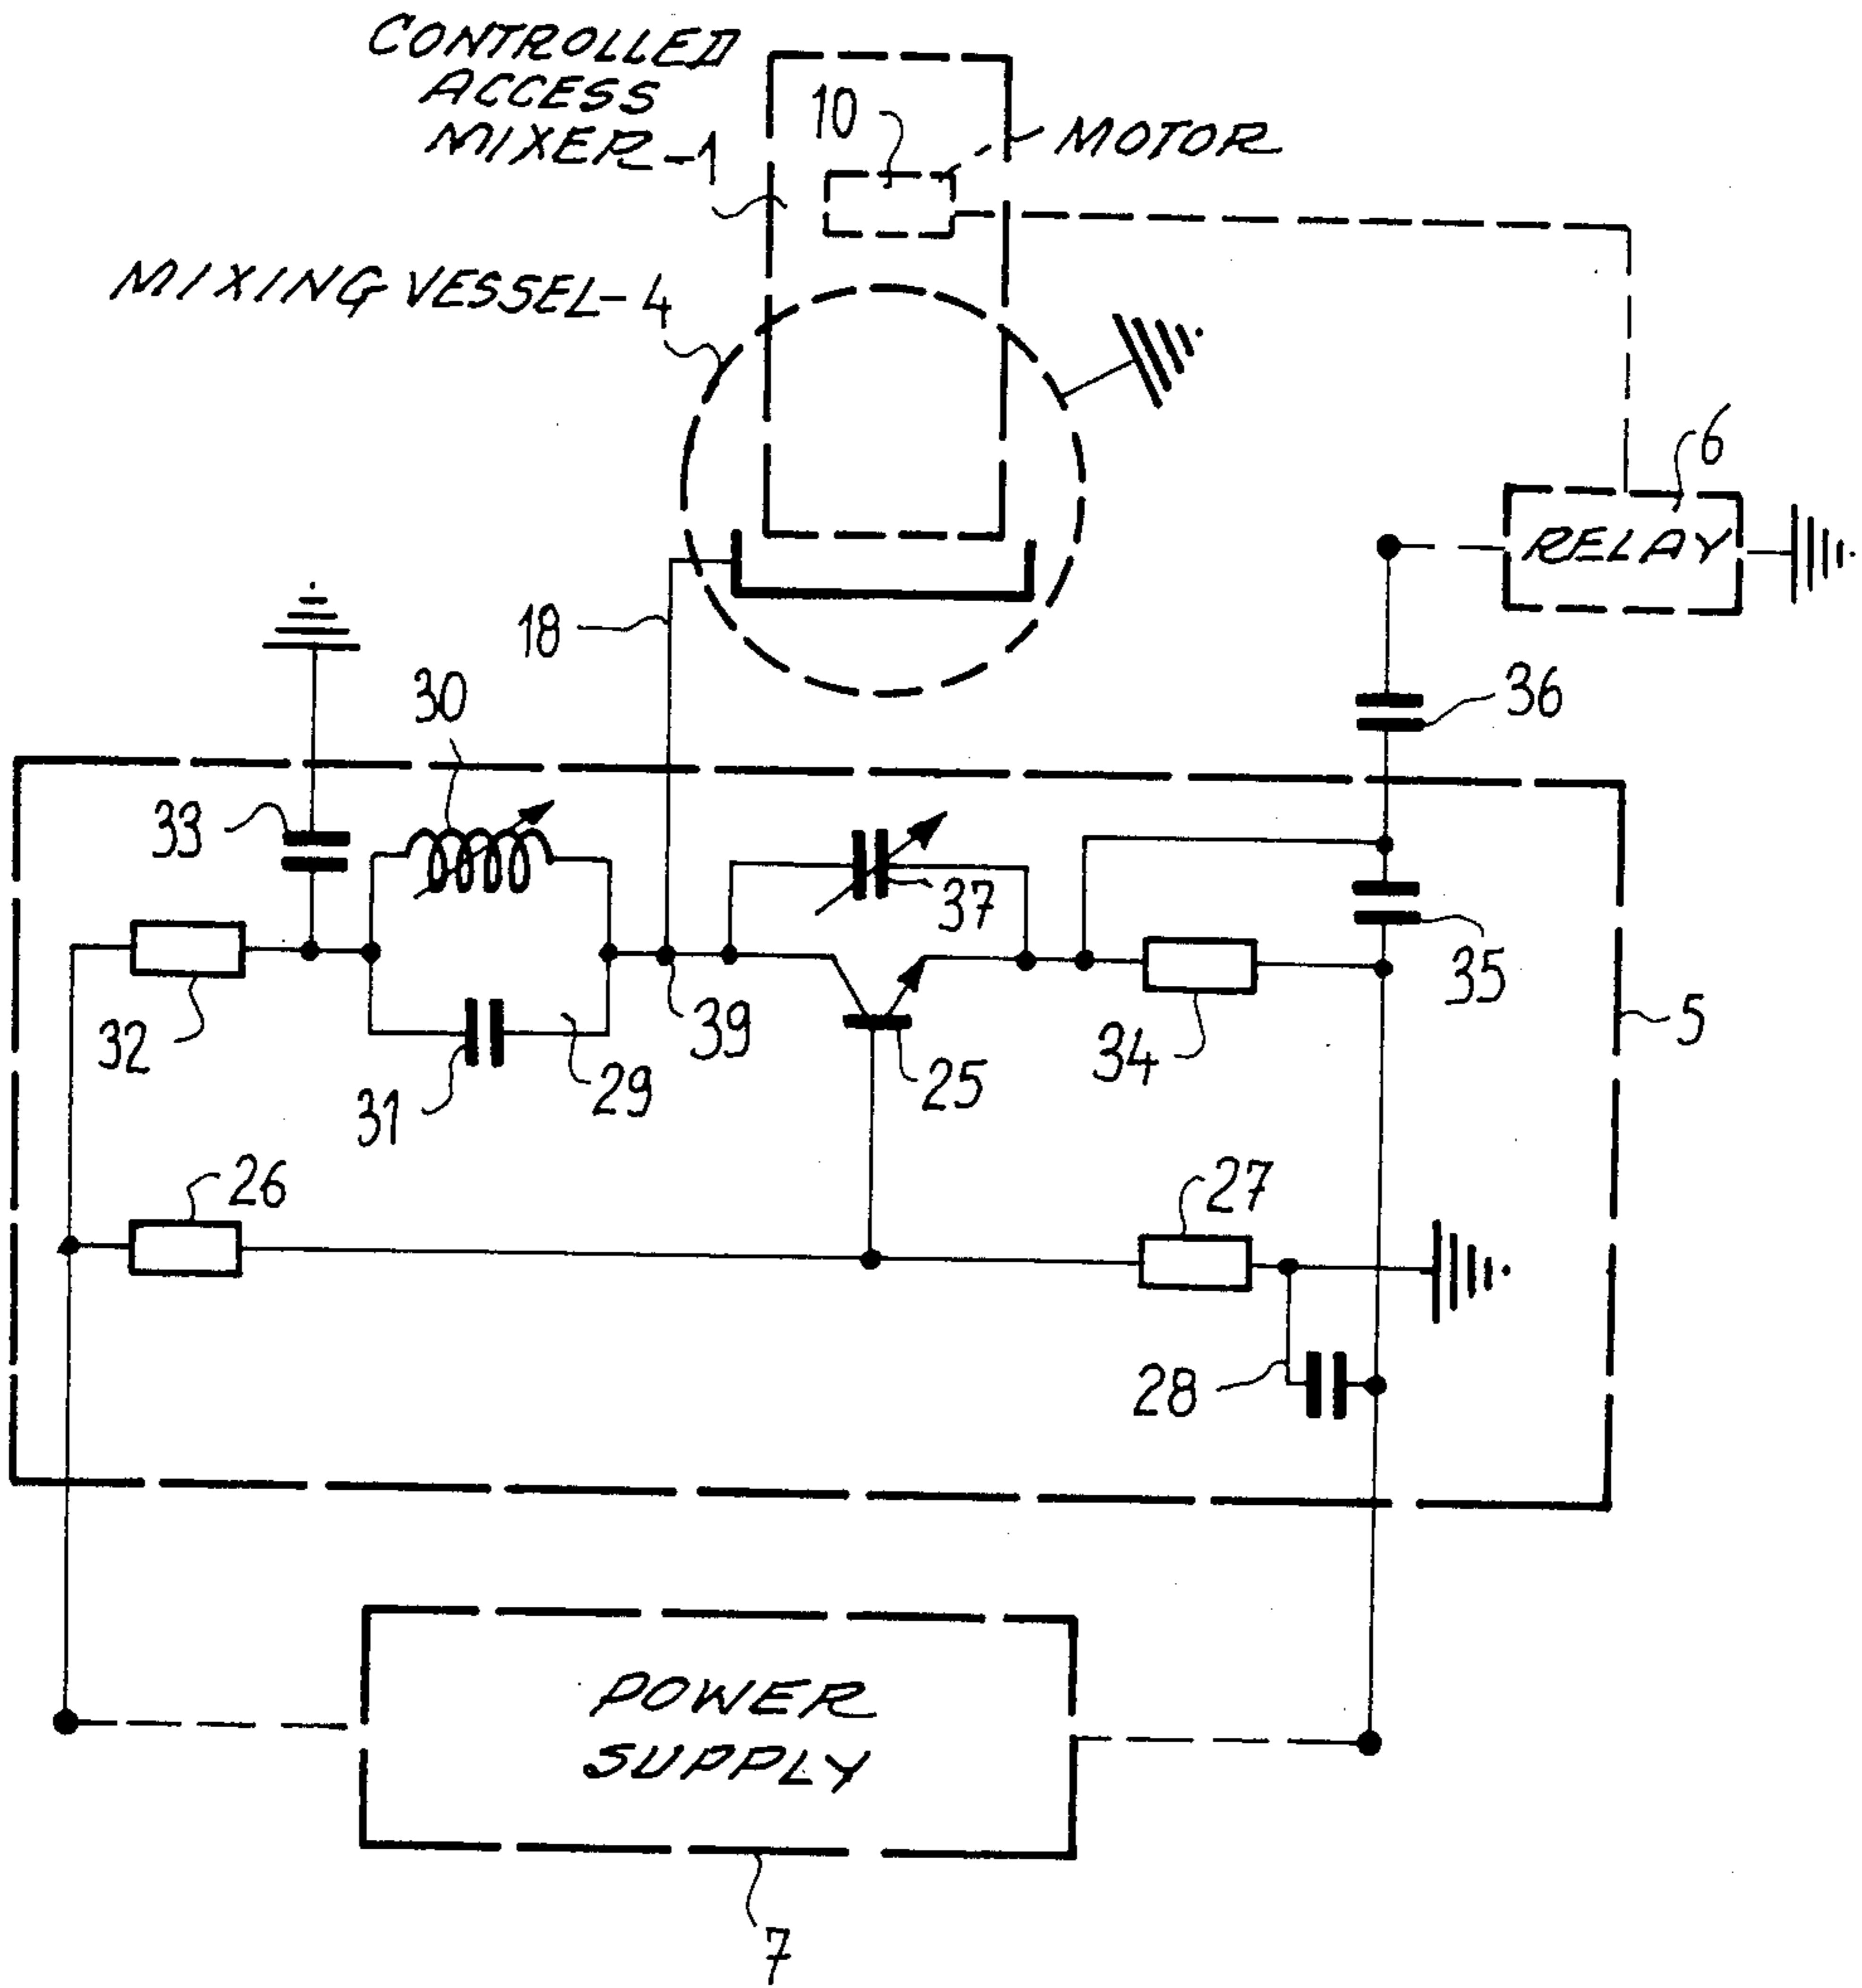 CONTROLLED
ACCESS
MIXER-1
10
MOTOR
MIXING VESSEL-4
6
RELAY
18
30
36
33
37
35
32
39
34
5
31
29
25
26
27
28
POWER
SUPPLY
7